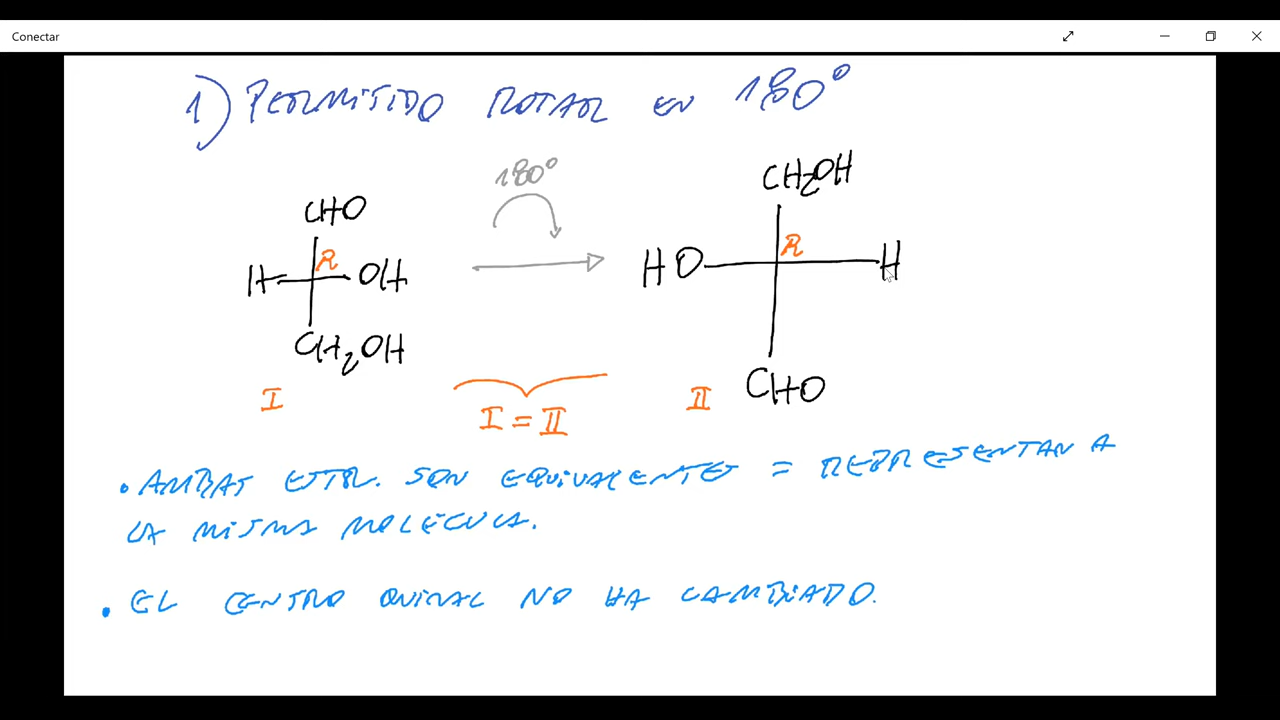 Conectar
1) PERMITIDO ROTAR EN 180°
180°
CHO
R
H OH
CH₂OH
I
CH₂OH
R
HO H
CHO
II
I = II
• AMBAS ESTR. SON EQUIVALENTES = REPRESENTAN A
LA MISMA MOLÉCULA.
• EL CENTRO QUIRAL NO HA CAMBIADO.